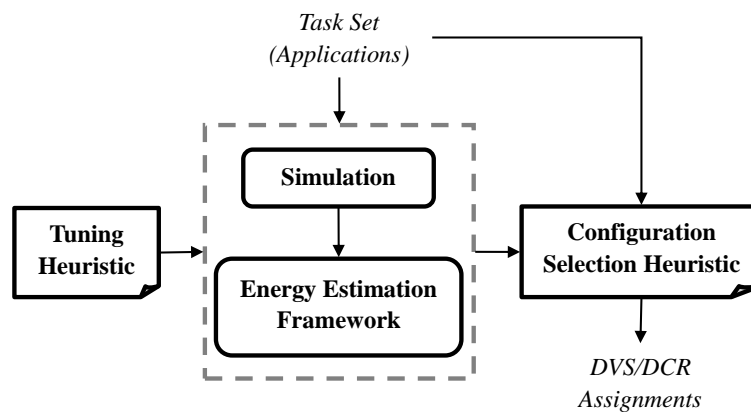 Task Set
(Applications)
Simulation
Tuning
Heuristic
Energy Estimation
Framework
Configuration
Selection Heuristic
DVS/DCR
Assignments